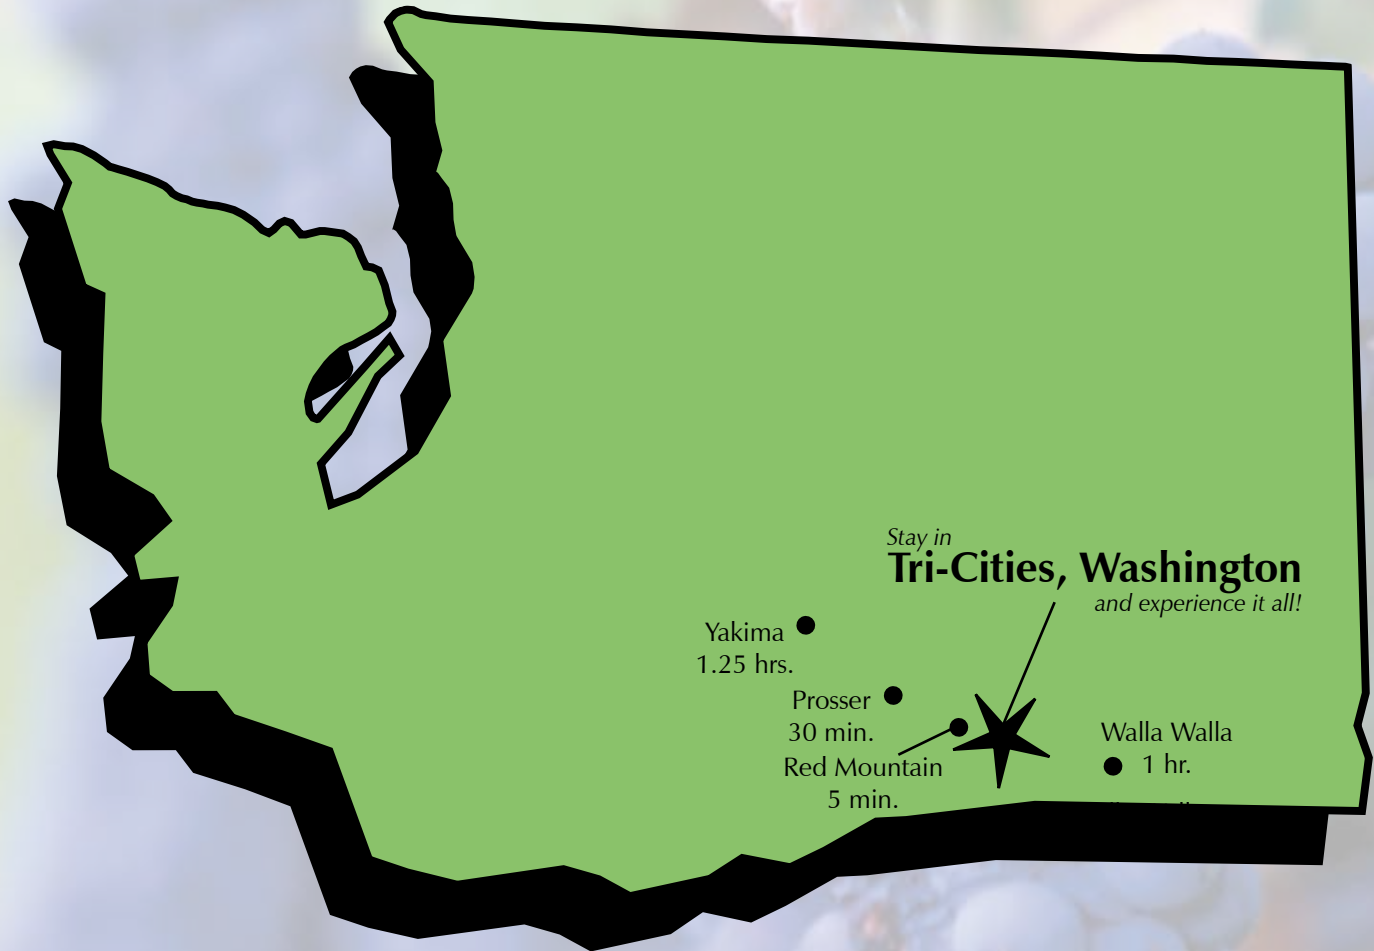 Stay in
Tri-Cities, Washington
and experience it all!
Yakima
1.25 hrs.
Prosser
30 min.
Red Mountain
5 min.
Walla Walla
1 hr.